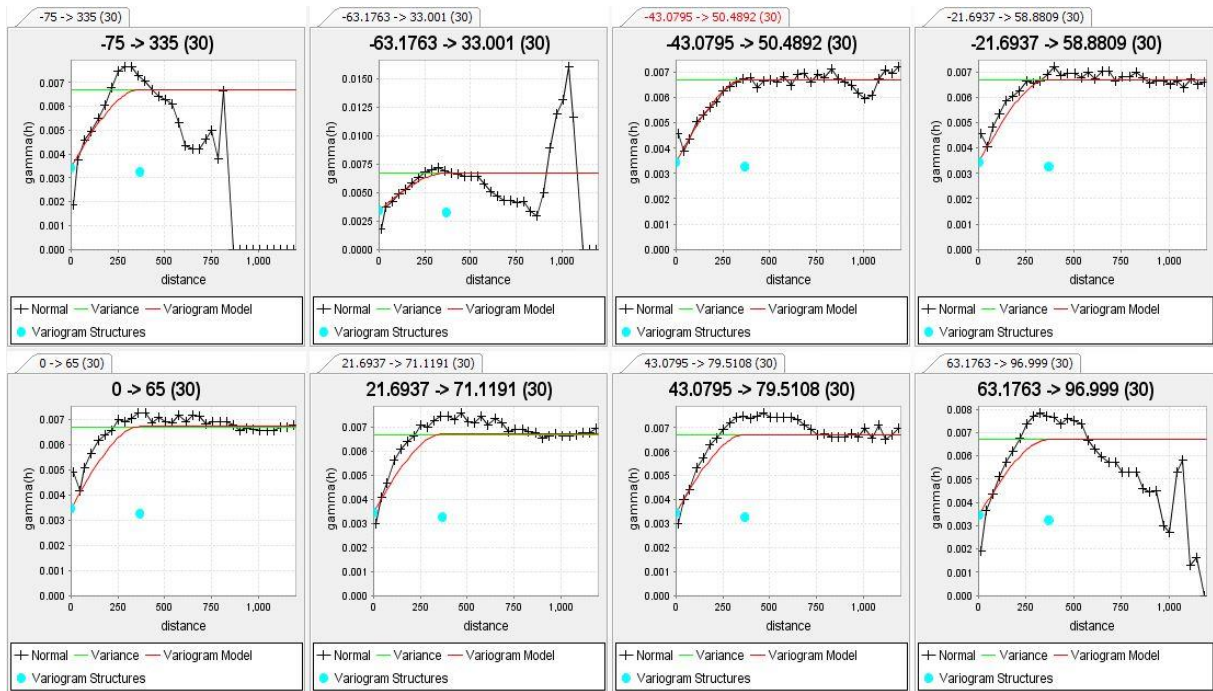 -75 -> 335 (30)
-75 -> 335 (30)
gamma(h)
0.007
0.006
0.005
0.004
0.003
0.002
0.001
0.000
0 250 500 750 1,000
distance
Normal Variance Variogram Model
Variogram Structures
-63.1763 -> 33.001 (30)
-63.1763 -> 33.001 (30)
gamma(h)
0.0150
0.0125
0.0100
0.0075
0.0050
0.0025
0.0000
0 250 500 750 1,000
distance
Normal Variance Variogram Model
Variogram Structures
-43.0795 -> 50.4892 (30)
-43.0795 -> 50.4892 (30)
gamma(h)
0.007
0.006
0.005
0.004
0.003
0.002
0.001
0.000
0 250 500 750 1,000
distance
Normal Variance Variogram Model
Variogram Structures
-21.6937 -> 58.8809 (30)
-21.6937 -> 58.8809 (30)
gamma(h)
0.007
0.006
0.005
0.004
0.003
0.002
0.001
0.000
0 250 500 750 1,000
distance
Normal Variance Variogram Model
Variogram Structures
0 -> 65 (30)
0 -> 65 (30)
gamma(h)
0.007
0.006
0.005
0.004
0.003
0.002
0.001
0.000
0 250 500 750 1,000
distance
Normal Variance Variogram Model
Variogram Structures
21.6937 -> 71.1191 (30)
21.6937 -> 71.1191 (30)
gamma(h)
0.007
0.006
0.005
0.004
0.003
0.002
0.001
0.000
0 250 500 750 1,000
distance
Normal Variance Variogram Model
Variogram Structures
43.0795 -> 79.5108 (30)
43.0795 -> 79.5108 (30)
gamma(h)
0.007
0.006
0.005
0.004
0.003
0.002
0.001
0.000
0 250 500 750 1,000
distance
Normal Variance Variogram Model
Variogram Structures
63.1763 -> 96.999 (30)
63.1763 -> 96.999 (30)
gamma(h)
0.008
0.007
0.006
0.005
0.004
0.003
0.002
0.001
0.000
0 250 500 750 1,000
distance
Normal Variance Variogram Model
Variogram Structures